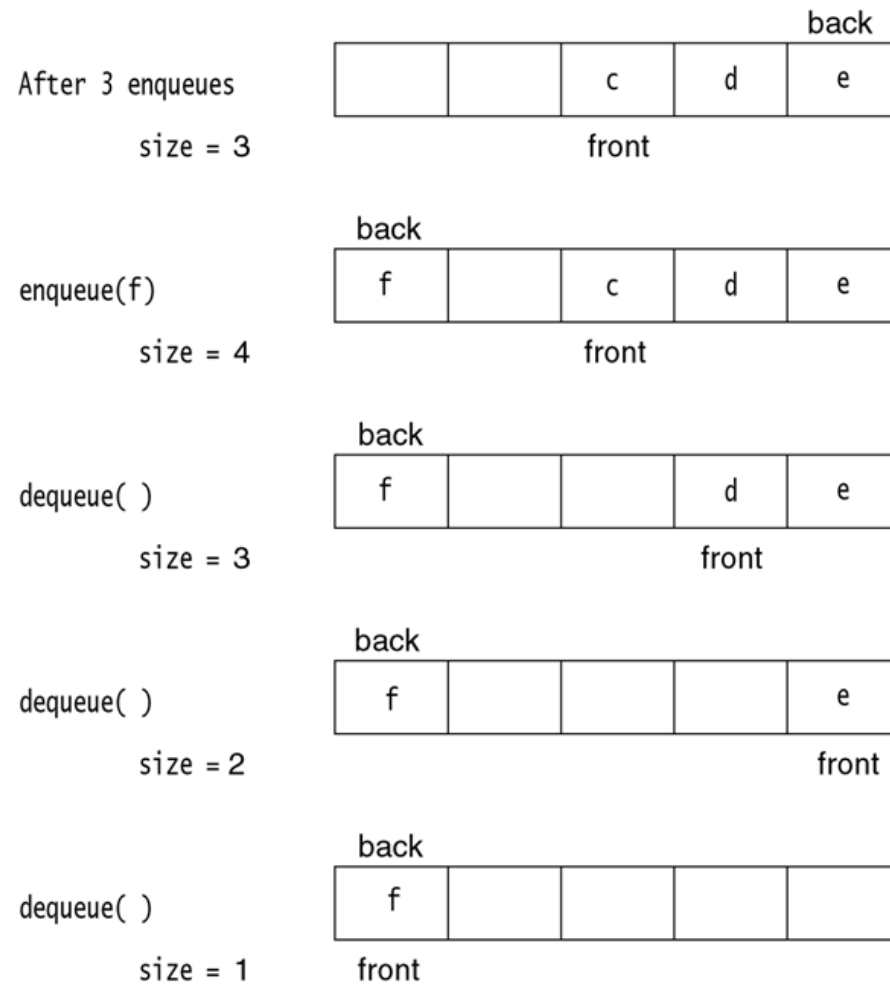 back
After 3 enqueues c d e
size = 3 front
back
enqueue(f) f c d e
size = 4 front
back
dequeue( ) f d e
size = 3 front
back
dequeue( ) f e
size = 2 front
back
dequeue( ) f
size = 1 front